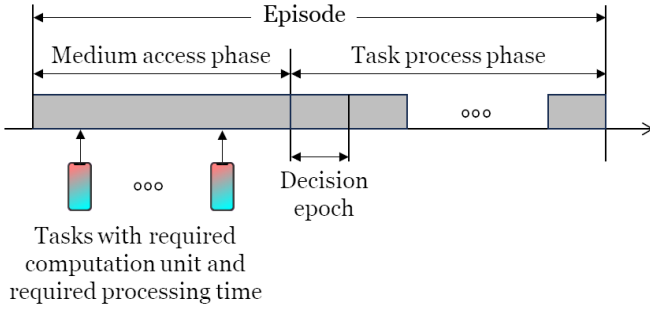 Episode
Medium access phase
Task process phase
Decision
epoch
Tasks with required
computation unit and
required processing time